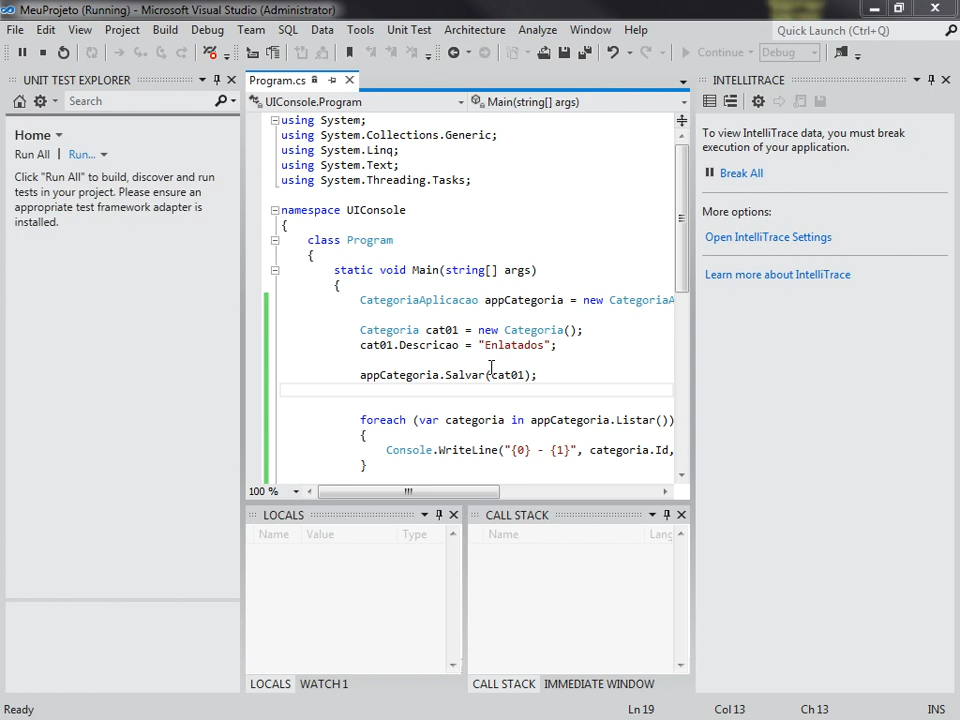 MeuProjeto (Running) - Microsoft Visual Studio (Administrator)
File Edit View Project Build Debug Team SQL Data Tools Unit Test Architecture Analyze Window Help
Quick Launch (Ctrl+Q)
Continue Debug
UNIT TEST EXPLORER
Search
Home
Run All | Run...
Click "Run All" to build, discover and run
tests in your project. Please ensure an
appropriate test framework adapter is
installed.
Program.cs
UIConsole.Program
Main(string[] args)
using System;
using System.Collections.Generic;
using System.Linq;
using System.Text;
using System.Threading.Tasks;
namespace UIConsole
{
class Program
{
static void Main(string[] args)
{
CategoriaAplicacao appCategoria = new CategoriaA
Categoria cat01 = new Categoria();
cat01.Descricao = "Enlatados";
appCategoria.Salvar(cat01);
foreach (var categoria in appCategoria.Listar())
{
Console.WriteLine("{0} - {1}", categoria.Id,
}
100 %
INTELLITRACE
To view IntelliTrace data, you must break
execution of your application.
Break All
More options:
Open IntelliTrace Settings
Learn more about IntelliTrace
LOCALS
Name Value Type
LOCALS WATCH 1
CALL STACK
Name Lang
CALL STACK IMMEDIATE WINDOW
Ready
Ln 19 Col 13 Ch 13 INS